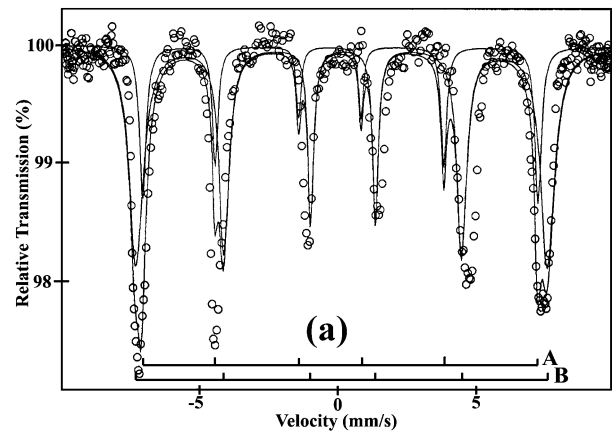 100
99
98
Relative Transmission (%)
(a)
A
B
-5
0
5
Velocity (mm/s)